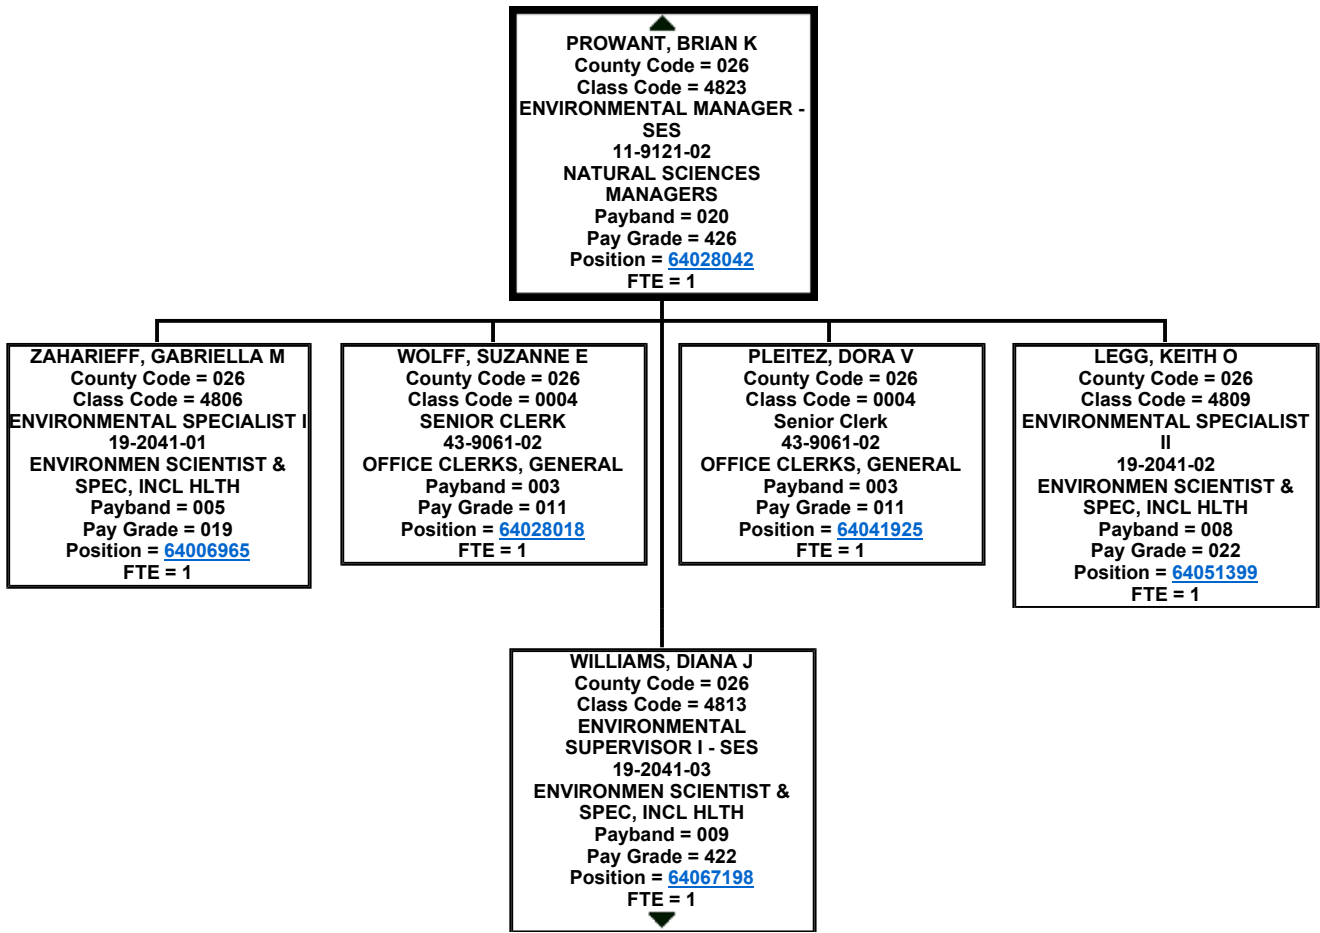 PROWANT, BRIAN K
County Code = 026
Class Code = 4823
ENVIRONMENTAL MANAGER -
SES
11-9121-02
NATURAL SCIENCES
MANAGERS
Payband = 020
Pay Grade = 426
Position = 64028042
FTE = 1
ZAHARIEFF, GABRIELLA M
County Code = 026
Class Code = 4806
ENVIRONMENTAL SPECIALIST I
19-2041-01
ENVIRONMEN SCIENTIST &
SPEC, INCL HLTH
Payband = 005
Pay Grade = 019
Position = 64006965
FTE = 1
WOLFF, SUZANNE E
County Code = 026
Class Code = 0004
SENIOR CLERK
43-9061-02
OFFICE CLERKS, GENERAL
Payband = 003
Pay Grade = 011
Position = 64028018
FTE = 1
PLEITEZ, DORA V
County Code = 026
Class Code = 0004
Senior Clerk
43-9061-02
OFFICE CLERKS, GENERAL
Payband = 003
Pay Grade = 011
Position = 64041925
FTE = 1
LEGG, KEITH O
County Code = 026
Class Code = 4809
ENVIRONMENTAL SPECIALIST
II
19-2041-02
ENVIRONMEN SCIENTIST &
SPEC, INCL HLTH
Payband = 008
Pay Grade = 022
Position = 64051399
FTE = 1
WILLIAMS, DIANA J
County Code = 026
Class Code = 4813
ENVIRONMENTAL
SUPERVISOR I - SES
19-2041-03
ENVIRONMEN SCIENTIST &
SPEC, INCL HLTH
Payband = 009
Pay Grade = 422
Position = 64067198
FTE = 1